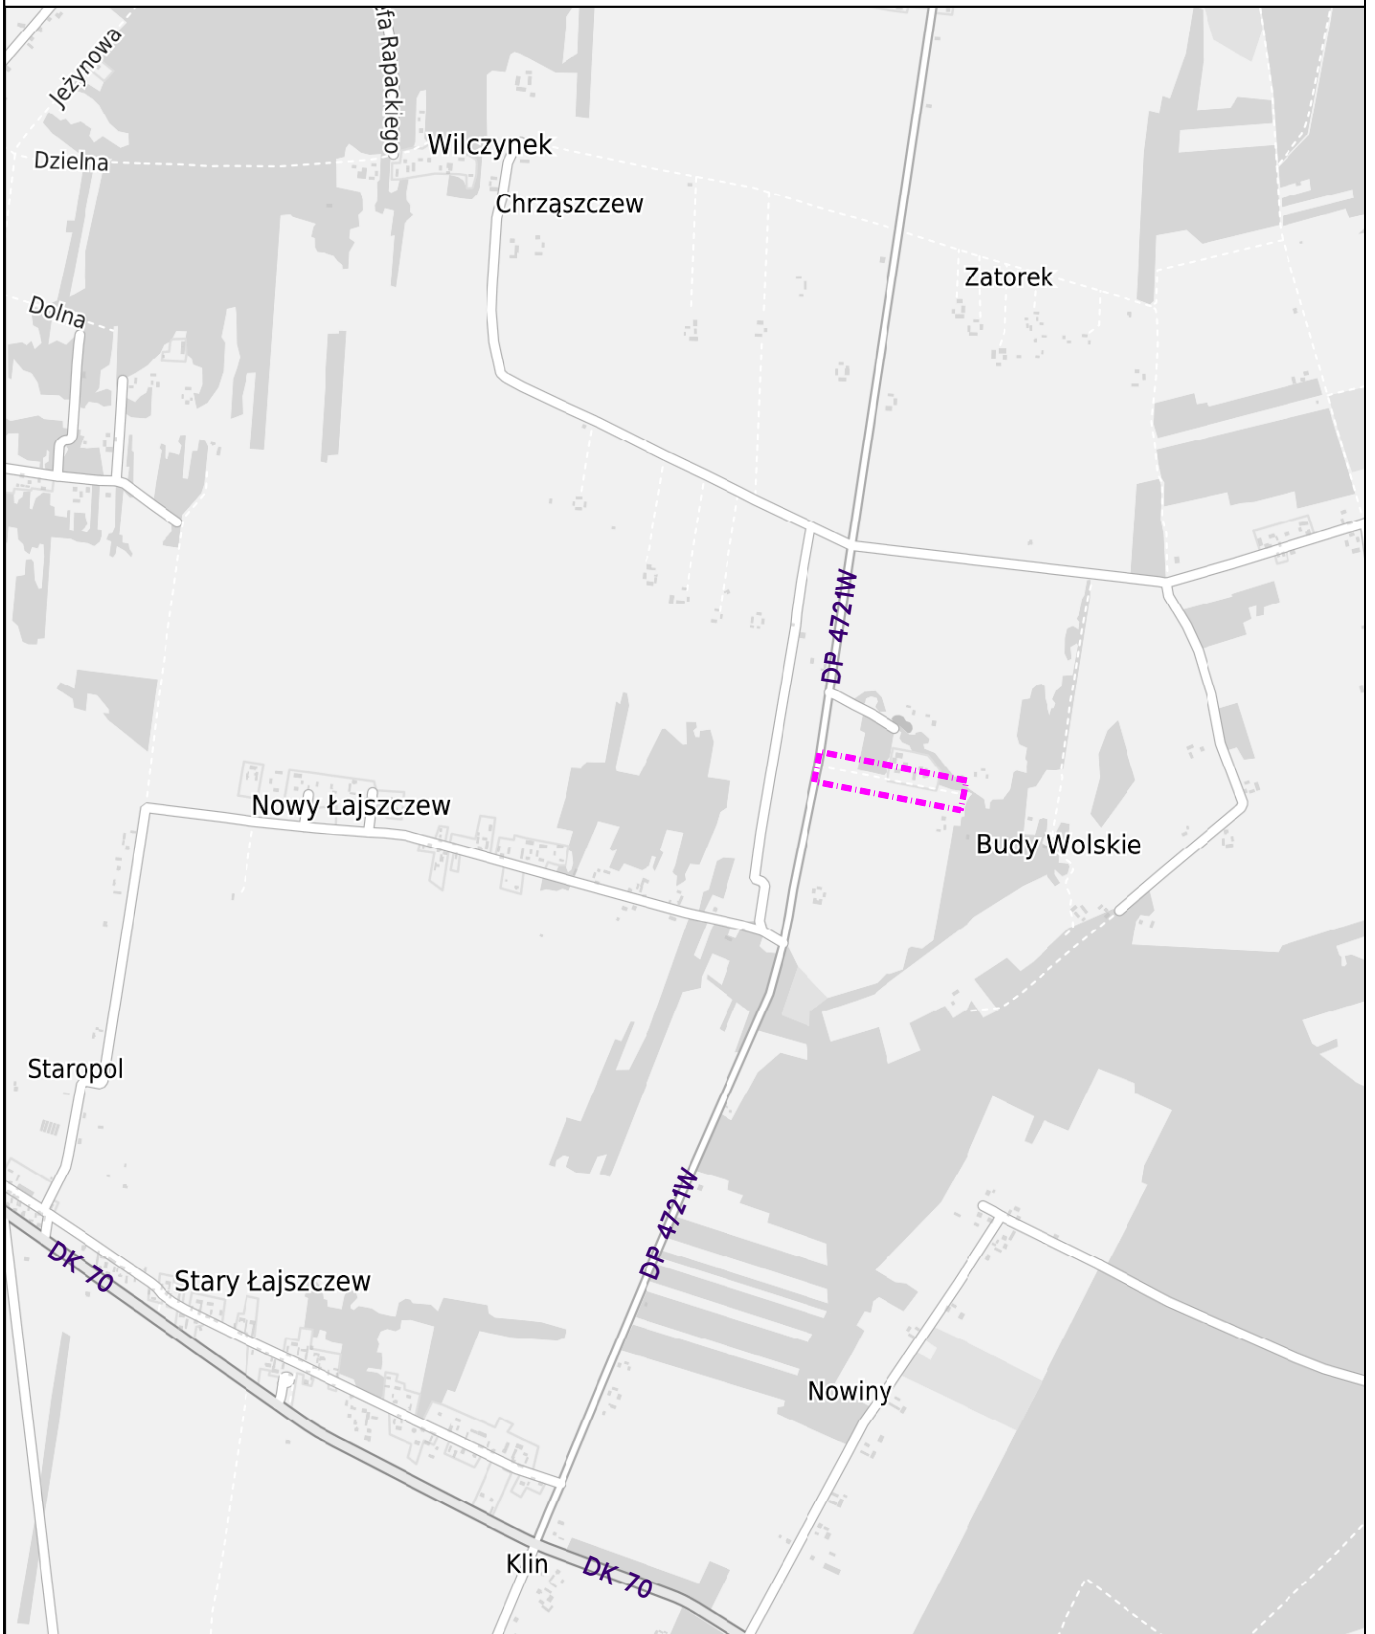 Jeżynowa
fa Rapackiego
Wilczynek
Dzielna
Chrząszczew
Zatorek
Dolna
DP 4721W
Nowy Łajszczew
Budy Wolskie
Staropol
DP 4721W
DK 70
Stary Łajszczew
Nowiny
Klin
DK 70